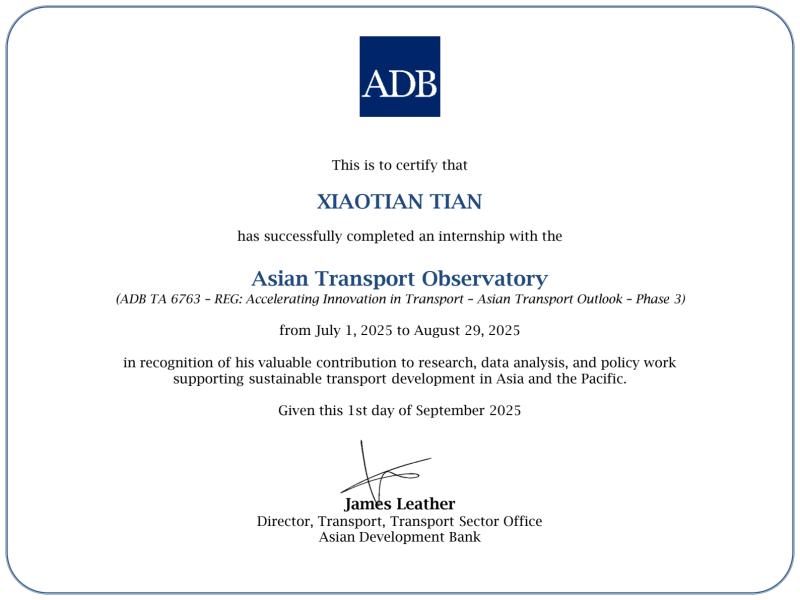 ADB
This is to certify that
XIAOTIAN TIAN
has successfully completed an internship with the
Asian Transport Observatory
(ADB TA 6763 – REG: Accelerating Innovation in Transport – Asian Transport Outlook – Phase 3)
from July 1, 2025 to August 29, 2025
in recognition of his valuable contribution to research, data analysis, and policy work
supporting sustainable transport development in Asia and the Pacific.
Given this 1st day of September 2025
James Leather
Director, Transport, Transport Sector Office
Asian Development Bank